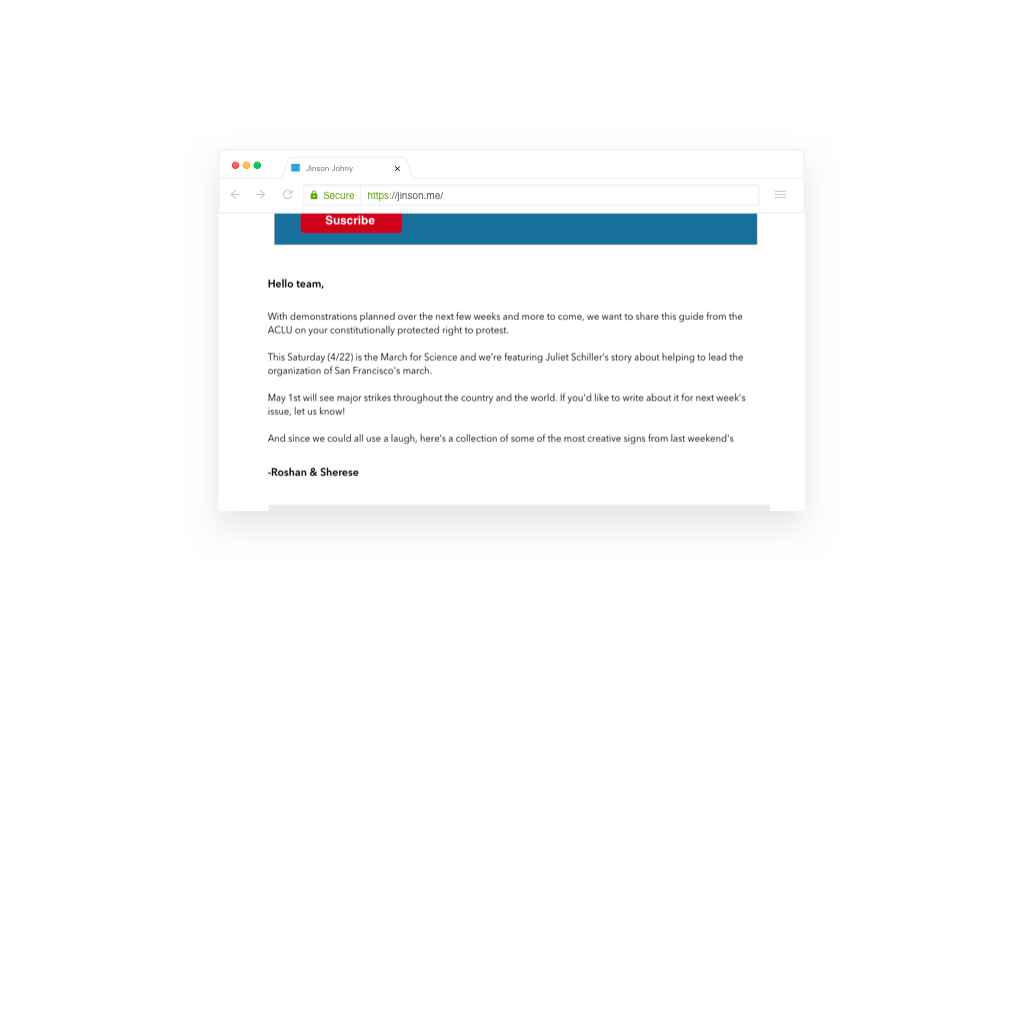 Jinson Johny
Secure https://jinson.me/
Suscribe
Hello team,
With demonstrations planned over the next few weeks and more to come, we want to share this guide from the
ACLU on your constitutionally protected right to protest.
This Saturday (4/22) is the March for Science and we're featuring Juliet Schiller's story about helping to lead the
organization of San Francisco's march.
May 1st will see major strikes throughout the country and the world. If you'd like to write about it for next week's
issue, let us know!
And since we could all use a laugh, here's a collection of some of the most creative signs from last weekend's
-Roshan & Sherese